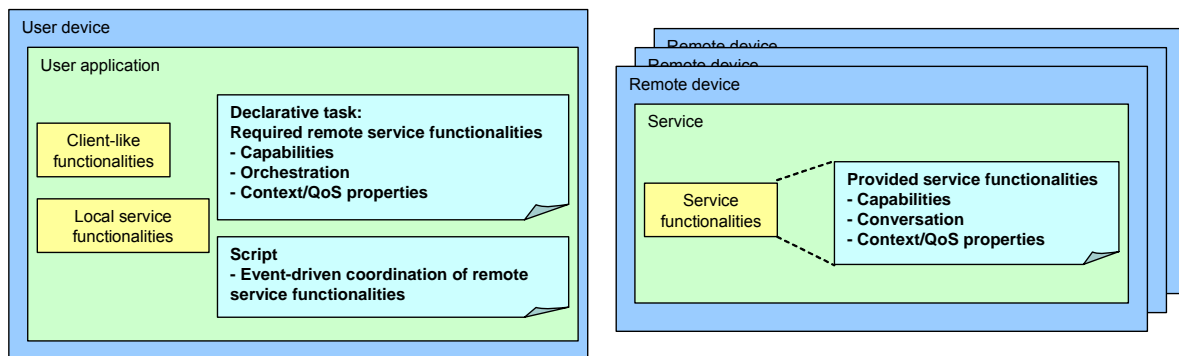 User device
User application
Client-like
functionalities
Local service
functionalities
Declarative task:
Required remote service functionalities
- Capabilities
- Orchestration
- Context/QoS properties
Script
- Event-driven coordination of remote
service functionalities
Remote device
Remote device
Remote device
Service
Service
functionalities
Provided service functionalities
- Capabilities
- Conversation
- Context/QoS properties